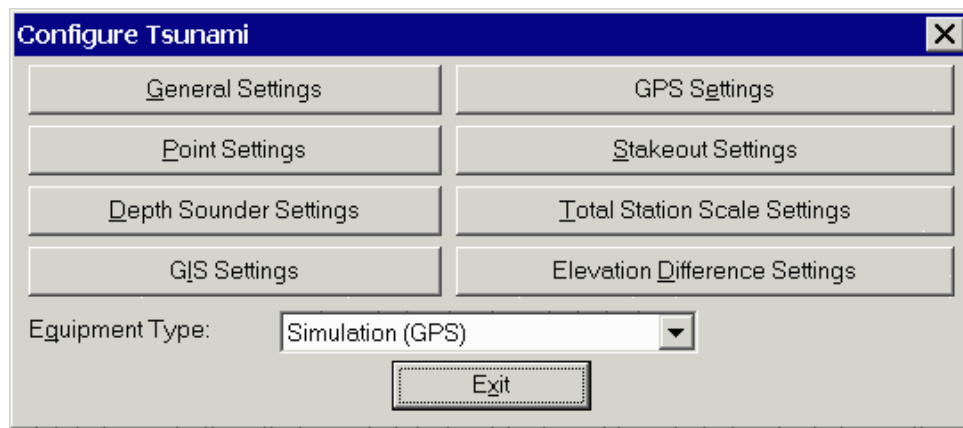 Configure Tsunami
General Settings
GPS Settings
Point Settings
Stakeout Settings
Depth Sounder Settings
Total Station Scale Settings
GIS Settings
Elevation Difference Settings
Equipment Type:
Simulation (GPS)
Exit